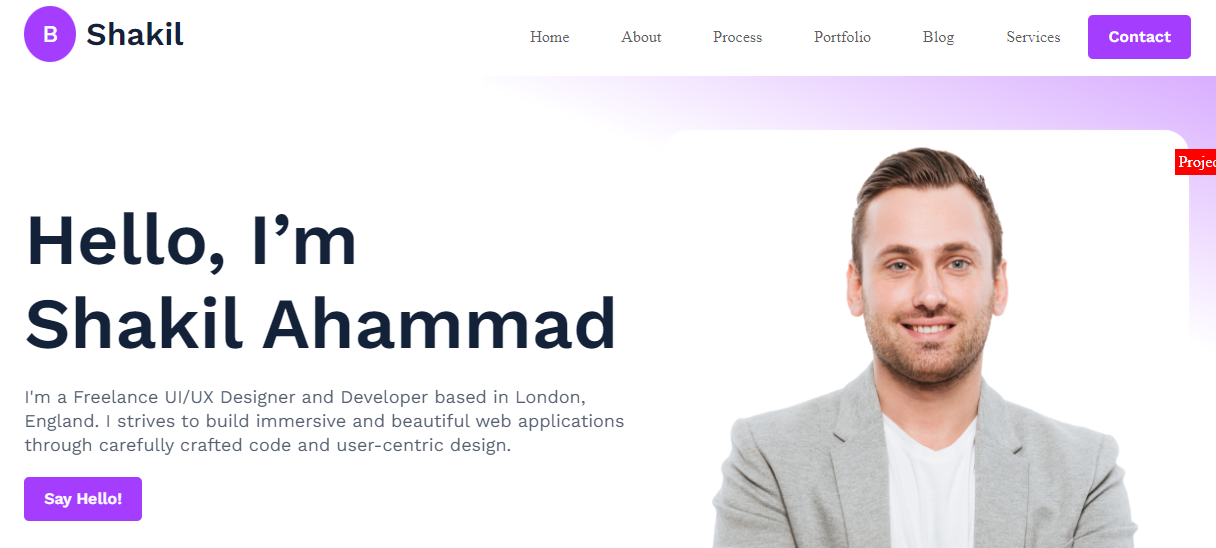 B Shakil
Home About Process Portfolio Blog Services Contact
Projec
Hello, I’m
Shakil Ahammad
I'm a Freelance UI/UX Designer and Developer based in London,
England. I strives to build immersive and beautiful web applications
through carefully crafted code and user-centric design.
Say Hello!